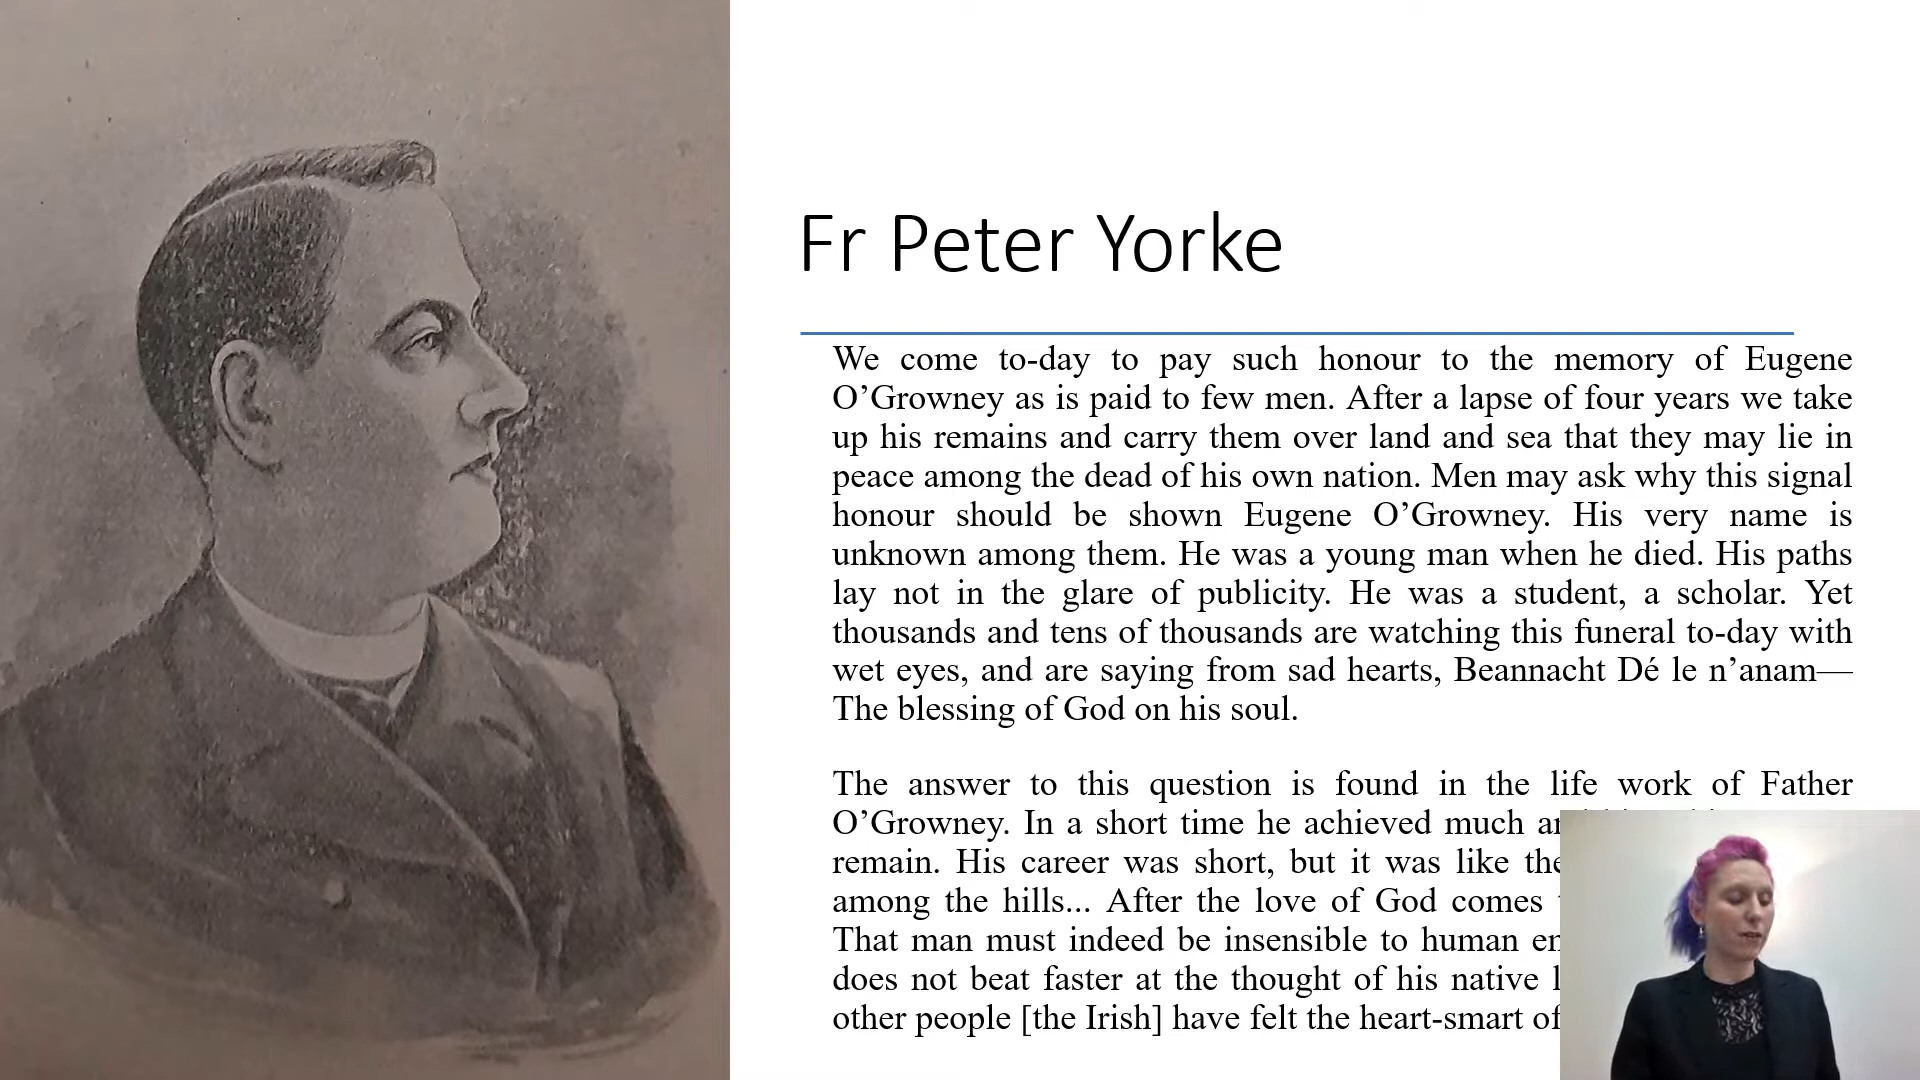 Fr Peter Yorke
We come to-day to pay such honour to the memory of Eugene
O’Growney as is paid to few men. After a lapse of four years we take
up his remains and carry them over land and sea that they may lie in
peace among the dead of his own nation. Men may ask why this signal
honour should be shown Eugene O’Growney. His very name is
unknown among them. He was a young man when he died. His paths
lay not in the glare of publicity. He was a student, a scholar. Yet
thousands and tens of thousands are watching this funeral to-day with
wet eyes, and are saying from sad hearts, Beannacht Dé le n’anam—
The blessing of God on his soul.
The answer to this question is found in the life work of Father
O’Growney. In a short time he achieved much
remain. His career was short, but it was like
among the hills... After the love of God comes
That man must indeed be insensible to human
does not beat faster at the thought of his native
other people [the Irish] have felt the heart-smart of